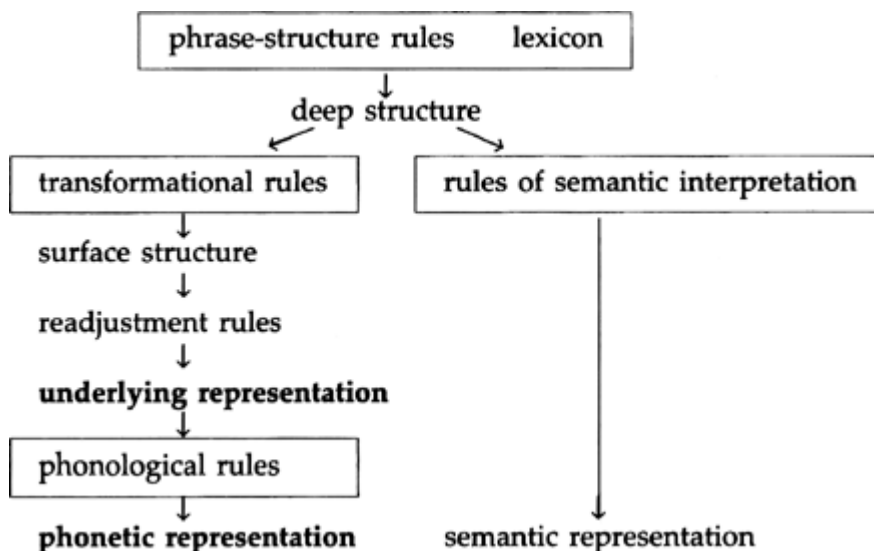 phrase-structure rules lexicon
deep structure
transformational rules rules of semantic interpretation
surface structure
readjustment rules
underlying representation
phonological rules
phonetic representation semantic representation